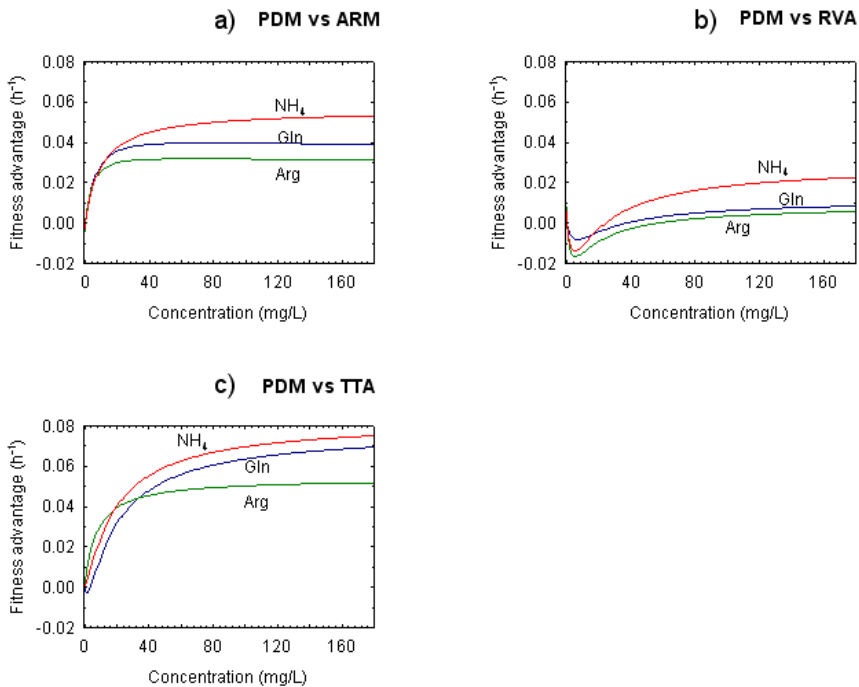 a) PDM vs ARM
Fitness advantage (h⁻¹)
0.08
0.06
0.04
0.02
0.00
-0.02
NH₄
Gln
Arg
0 40 80 120 160
Concentration (mg/L)
b) PDM vs RVA
Fitness advantage (h⁻¹)
0.08
0.06
0.04
0.02
0.00
-0.02
NH₄
Gln
Arg
0 40 80 120 160
Concentration (mg/L)
c) PDM vs TTA
Fitness advantage (h⁻¹)
0.08
0.06
0.04
0.02
0.00
-0.02
NH₄
Gln
Arg
0 40 80 120 160
Concentration (mg/L)